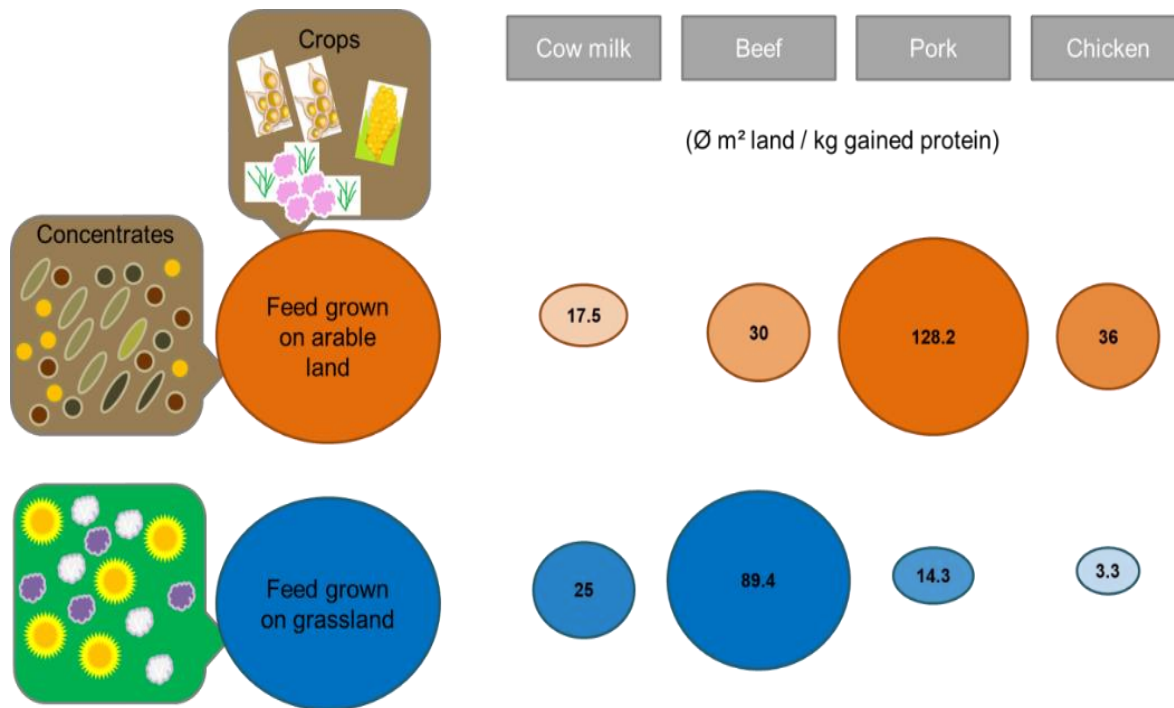 Crops
Cow milk
Beef
Pork
Chicken
(Ø m² land / kg gained protein)
Concentrates
Feed grown
on arable
land
17.5
30
128.2
36
Feed grown
on grassland
25
89.4
14.3
3.3